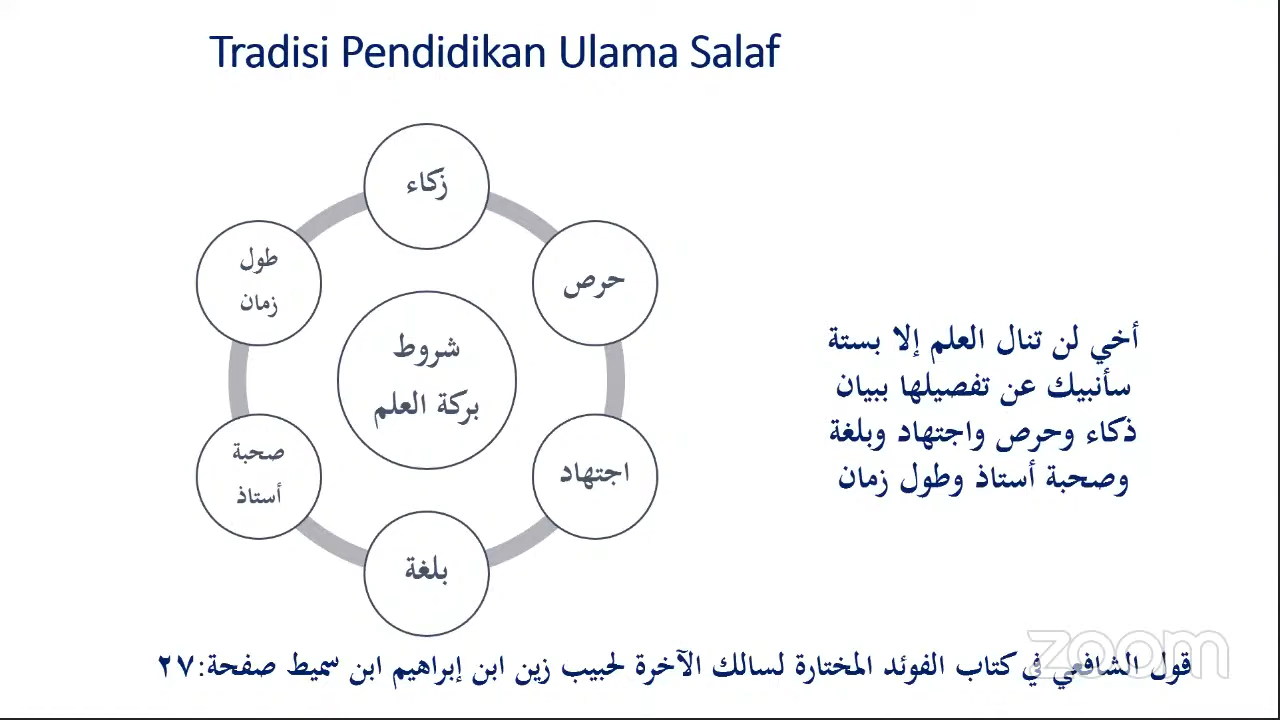 Tradisi Pendidikan Ulama Salaf
زكاء
حرص
اجتهاد
بلغة
صحبة
أستاذ
طول
زمان
شروط
بركة العلم
أخي لن تنال العلم إلا بستة
سأنبيك عن تفصيلها ببيان
ذكاء وحرص واجتهاد وبلغة
وصحبة أستاذ وطول زمان
قول الشافعي في كتاب الفوئد المختارة لسالك الآخرة لحبيب زين ابن إبراهيم ابن سميط صفحة:٢٧
zoom